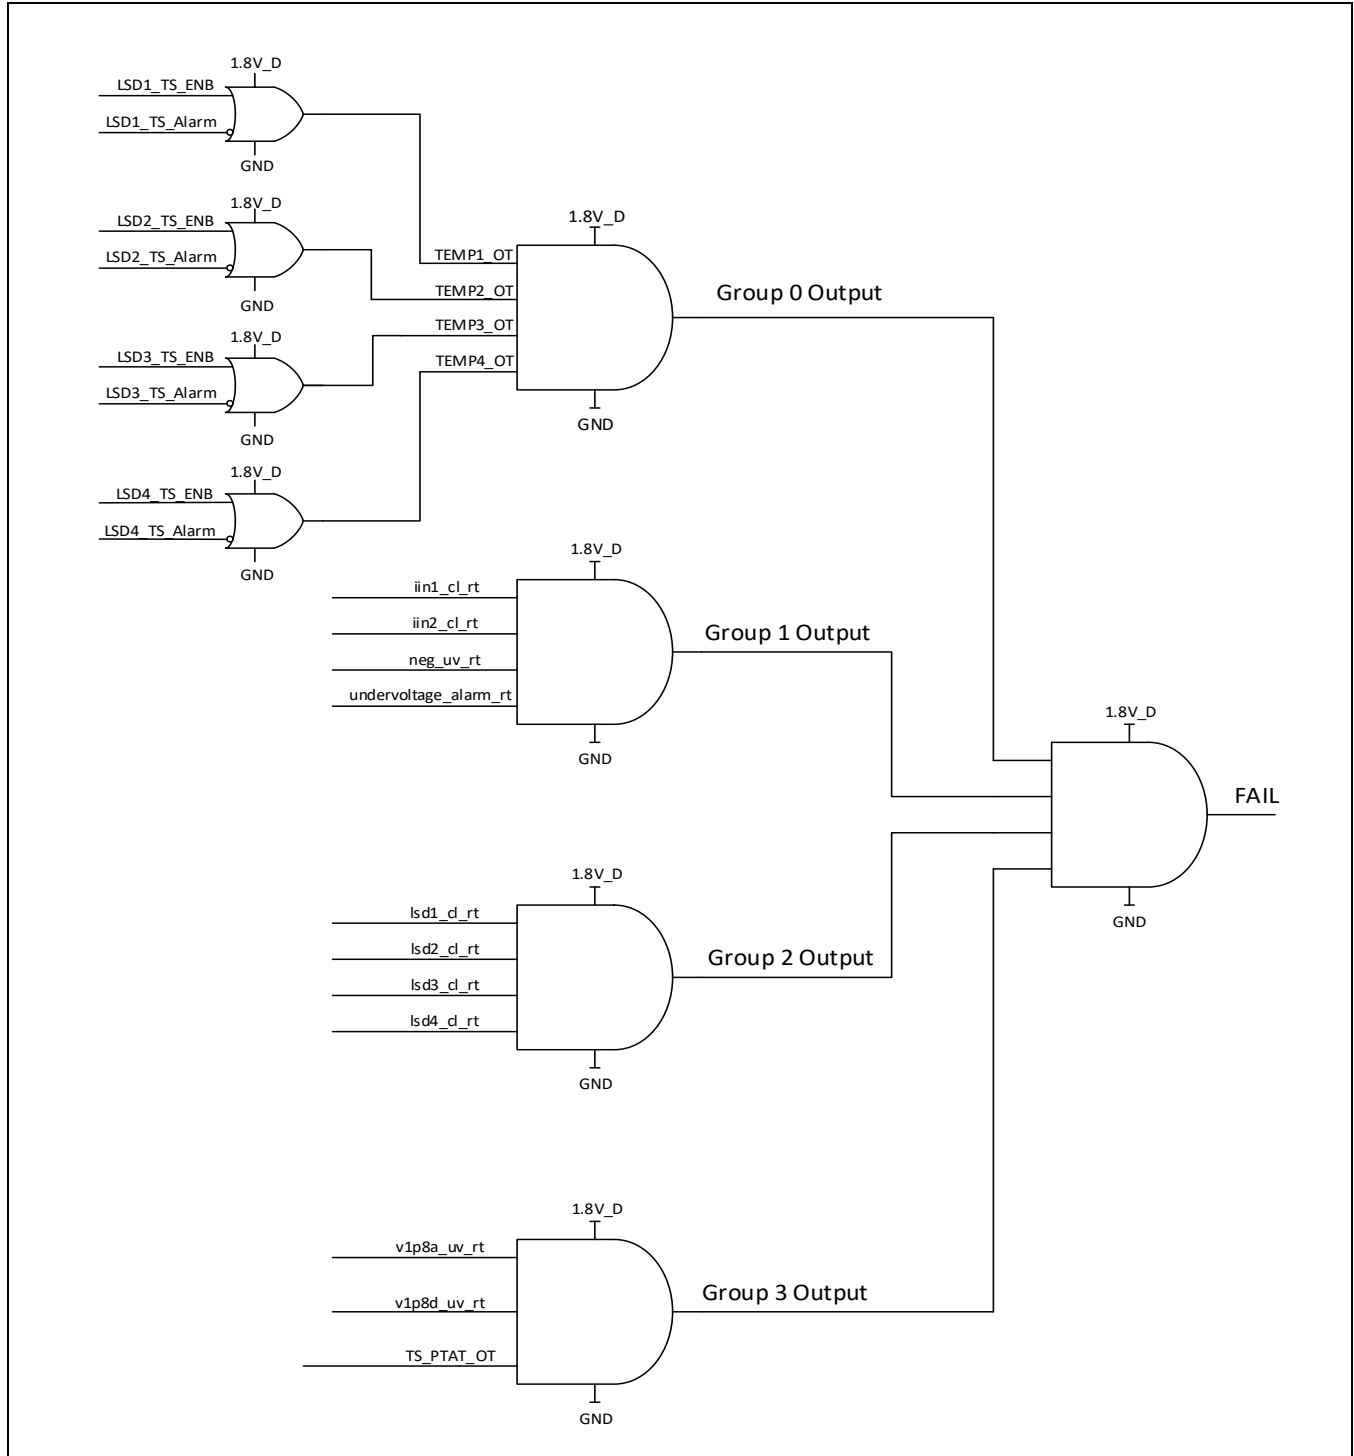 1.8V_D
LSD1_TS_ENB
LSD1_TS_Alarm
GND
1.8V_D
LSD2_TS_ENB
LSD2_TS_Alarm
GND
1.8V_D
LSD3_TS_ENB
LSD3_TS_Alarm
GND
1.8V_D
LSD4_TS_ENB
LSD4_TS_Alarm
GND
1.8V_D
TEMP1_OT
TEMP2_OT
TEMP3_OT
TEMP4_OT
GND
Group 0 Output
1.8V_D
iin1_cl_rt
iin2_cl_rt
neg_uv_rt
undervoltage_alarm_rt
GND
Group 1 Output
1.8V_D
lsd1_cl_rt
lsd2_cl_rt
lsd3_cl_rt
lsd4_cl_rt
GND
Group 2 Output
1.8V_D
v1p8a_uv_rt
v1p8d_uv_rt
TS_PTAT_OT
GND
Group 3 Output
1.8V_D
FAIL
GND